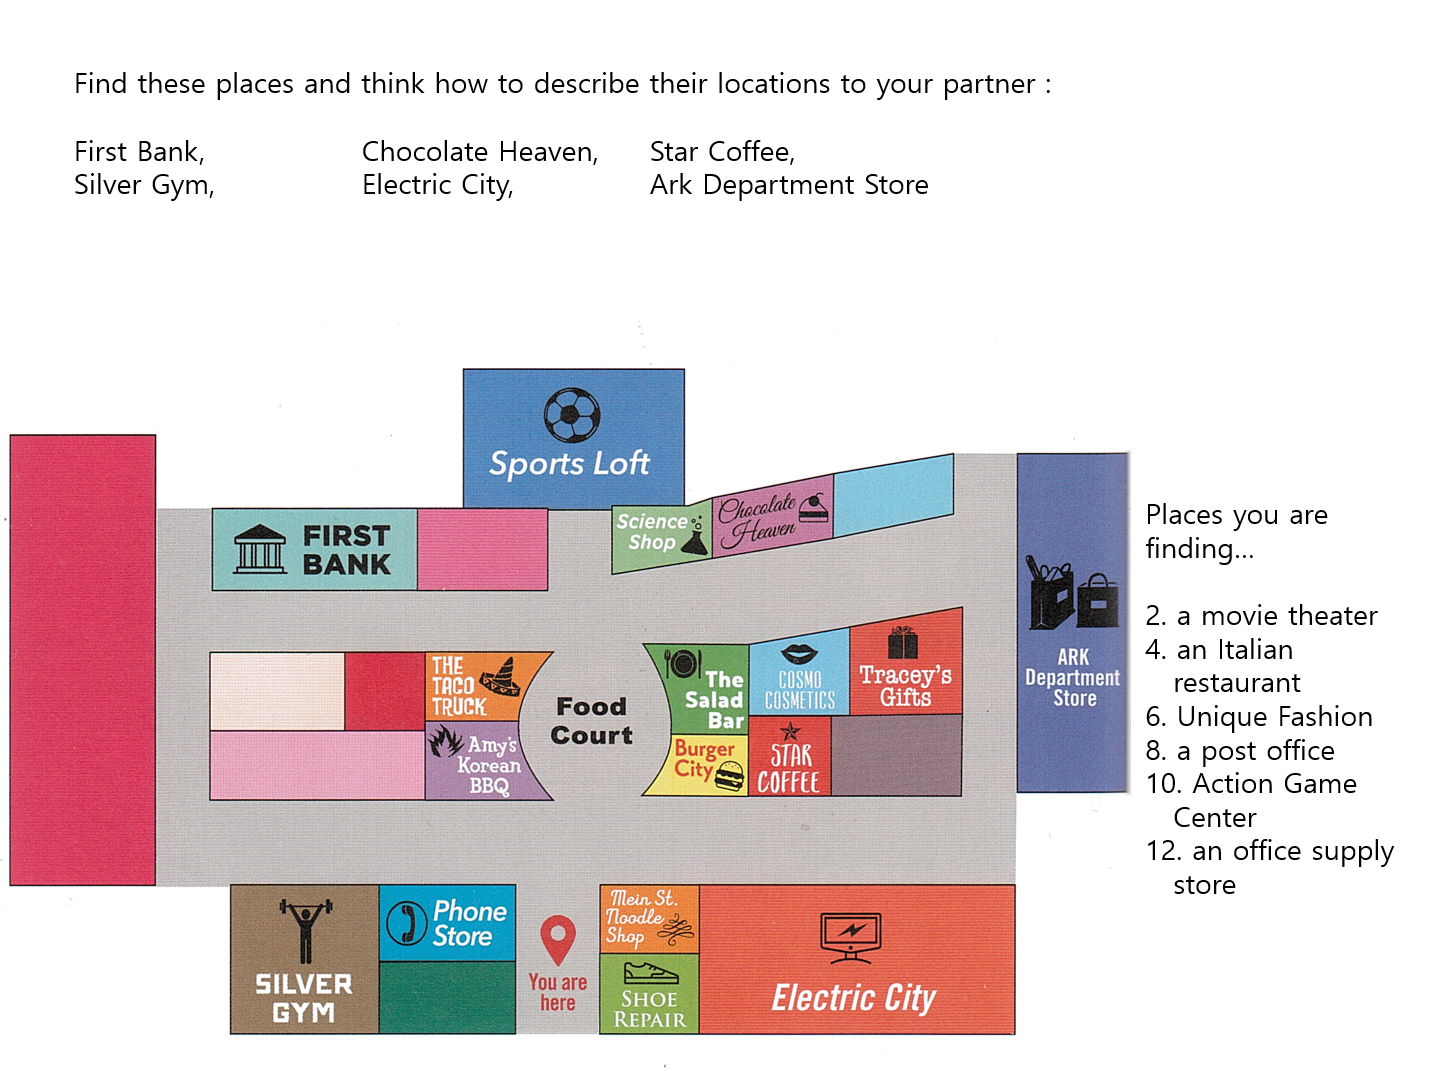 Find these places and think how to describe their locations to your partner :
First Bank, Chocolate Heaven, Star Coffee,
Silver Gym, Electric City, Ark Department Store
Sports Loft
FIRST
BANK
Science
Shop
Chocolate
Heaven
THE
TACO
TRUCK
Amy's
Korean
BBQ
Food
Court
The
Salad
Bar
Burger
City
COSMO
COSMETICS
STAR
COFFEE
Tracey's
Gifts
ARK
Department
Store
SILVER
GYM
Phone
Store
You are
here
Mein St.
Noodle
Shop
SHOE
REPAIR
Electric City
Places you are
finding...
2. a movie theater
4. an Italian
restaurant
6. Unique Fashion
8. a post office
10. Action Game
Center
12. an office supply
store